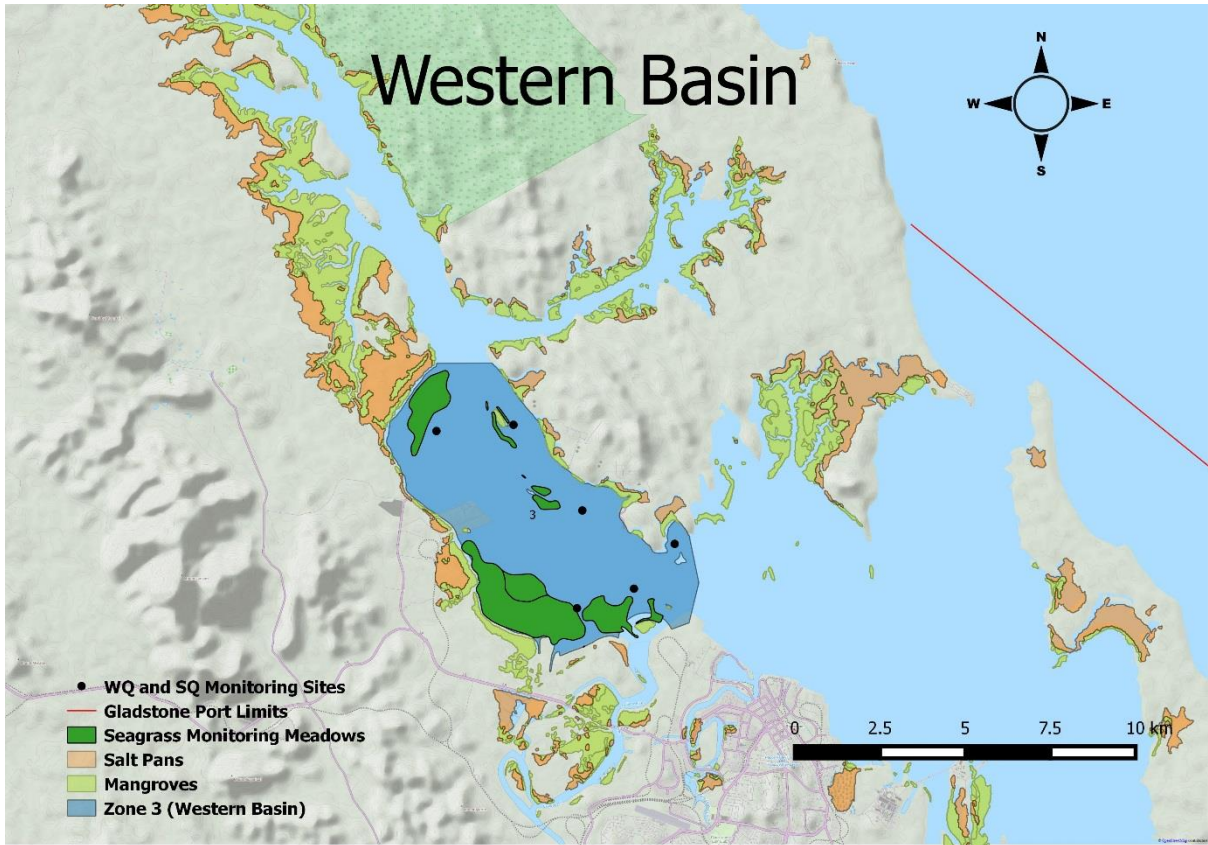 Western Basin
N
W E
S
3
WQ and SQ Monitoring Sites
Gladstone Port Limits
Seagrass Monitoring Meadows
Salt Pans
Mangroves
Zone 3 (Western Basin)
0 2.5 5 7.5 10 km